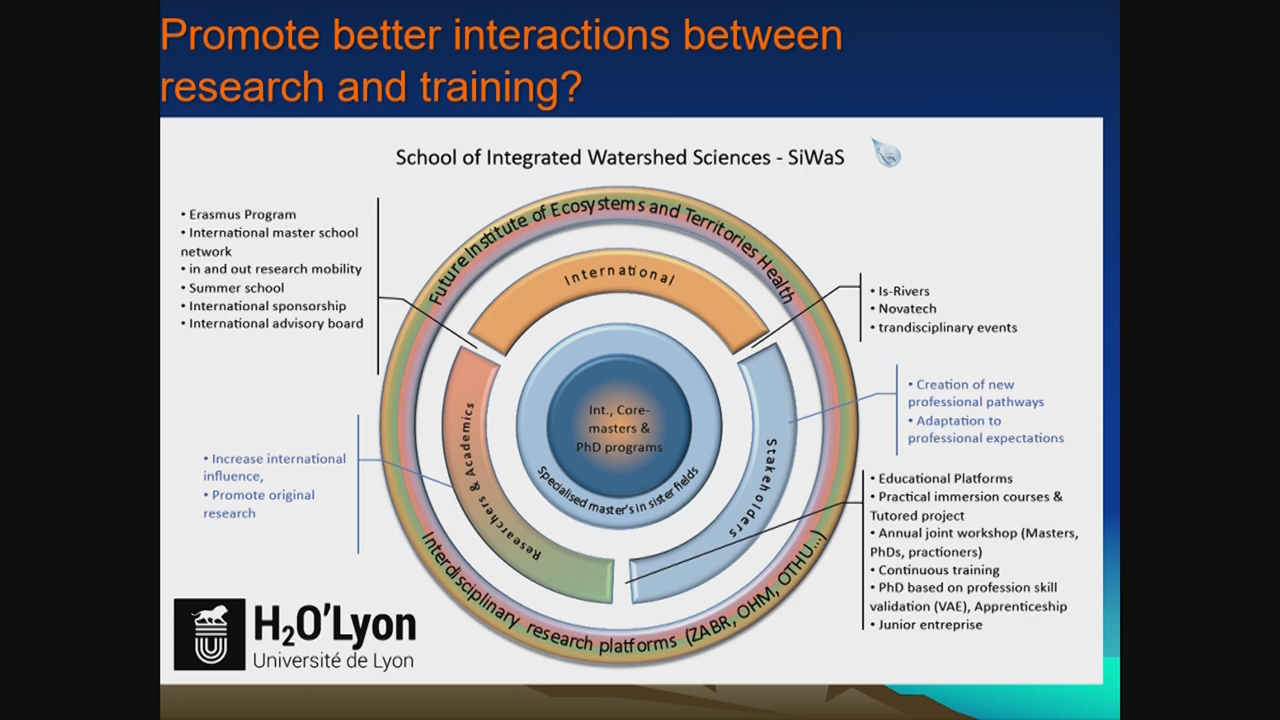 Promote better interactions between
research and training?
School of Integrated Watershed Sciences - SiWaS
• Erasmus Program
• International master school
network
• in and out research mobility
• Summer school
• International sponsorship
• International advisory board
Future Institute of Ecosystems and Territories Health
International
• Is-Rivers
• Novatech
• trandisciplinary events
• Creation of new
professional pathways
• Adaptation to
professional expectations
Int., Core-
masters &
PhD programs
Specialised master's in sister fields
Researchers & Academics
Stakeholders
• Increase international
influence,
• Promote original
research
• Educational Platforms
• Practical immersion courses &
Tutored project
• Annual joint workshop (Masters,
PhDs, practioners)
• Continuous training
• PhD based on profession skill
validation (VAE), Apprenticeship
• Junior entreprise
Interdisciplinary research platforms (ZABR, OHM, OTHU...)
H2O'Lyon
Université de Lyon